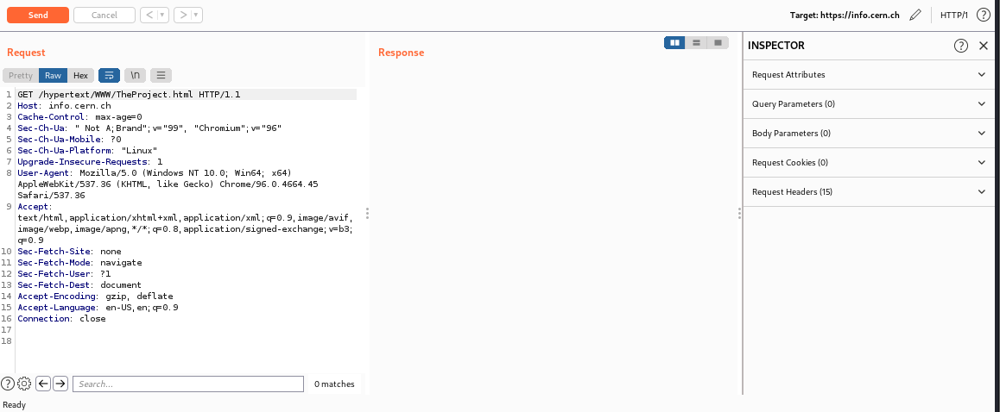 Send
Cancel
<
>
Target: https://info.cern.ch
HTTP/1
?
Request
Pretty
Raw
Hex
\n
1 GET /hypertext/WWW/TheProject.html HTTP/1.1
2 Host: info.cern.ch
3 Cache-Control: max-age=0
4 Sec-Ch-Ua: " Not A;Brand";v="99", "Chromium";v="96"
5 Sec-Ch-Ua-Mobile: ?0
6 Sec-Ch-Ua-Platform: "Linux"
7 Upgrade-Insecure-Requests: 1
8 User-Agent: Mozilla/5.0 (Windows NT 10.0; Win64; x64)
AppleWebKit/537.36 (KHTML, like Gecko) Chrome/96.0.4664.45
Safari/537.36
9 Accept:
text/html,application/xhtml+xml,application/xml;q=0.9,image/avif,
image/webp,image/apng,*/*;q=0.8,application/signed-exchange;v=b3;
q=0.9
10 Sec-Fetch-Site: none
11 Sec-Fetch-Mode: navigate
12 Sec-Fetch-User: ?1
13 Sec-Fetch-Dest: document
14 Accept-Encoding: gzip, deflate
15 Accept-Language: en-US,en;q=0.9
16 Connection: close
17
18
?
Search...
0 matches
Ready
Response
INSPECTOR
?
Request Attributes
Query Parameters (0)
Body Parameters (0)
Request Cookies (0)
Request Headers (15)